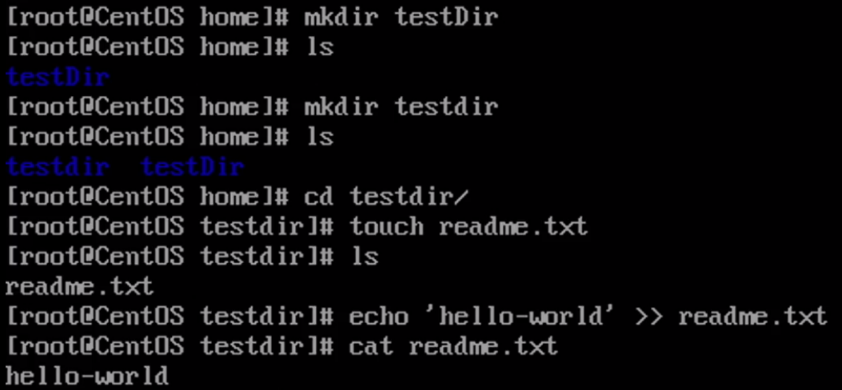 [root@CentOS home]# mkdir testDir
[root@CentOS home]# ls
testDir
[root@CentOS home]# mkdir testdir
[root@CentOS home]# ls
testdir  testDir
[root@CentOS home]# cd testdir/
[root@CentOS testdir]# touch readme.txt
[root@CentOS testdir]# ls
readme.txt
[root@CentOS testdir]# echo 'hello-world' >> readme.txt
[root@CentOS testdir]# cat readme.txt
hello-world